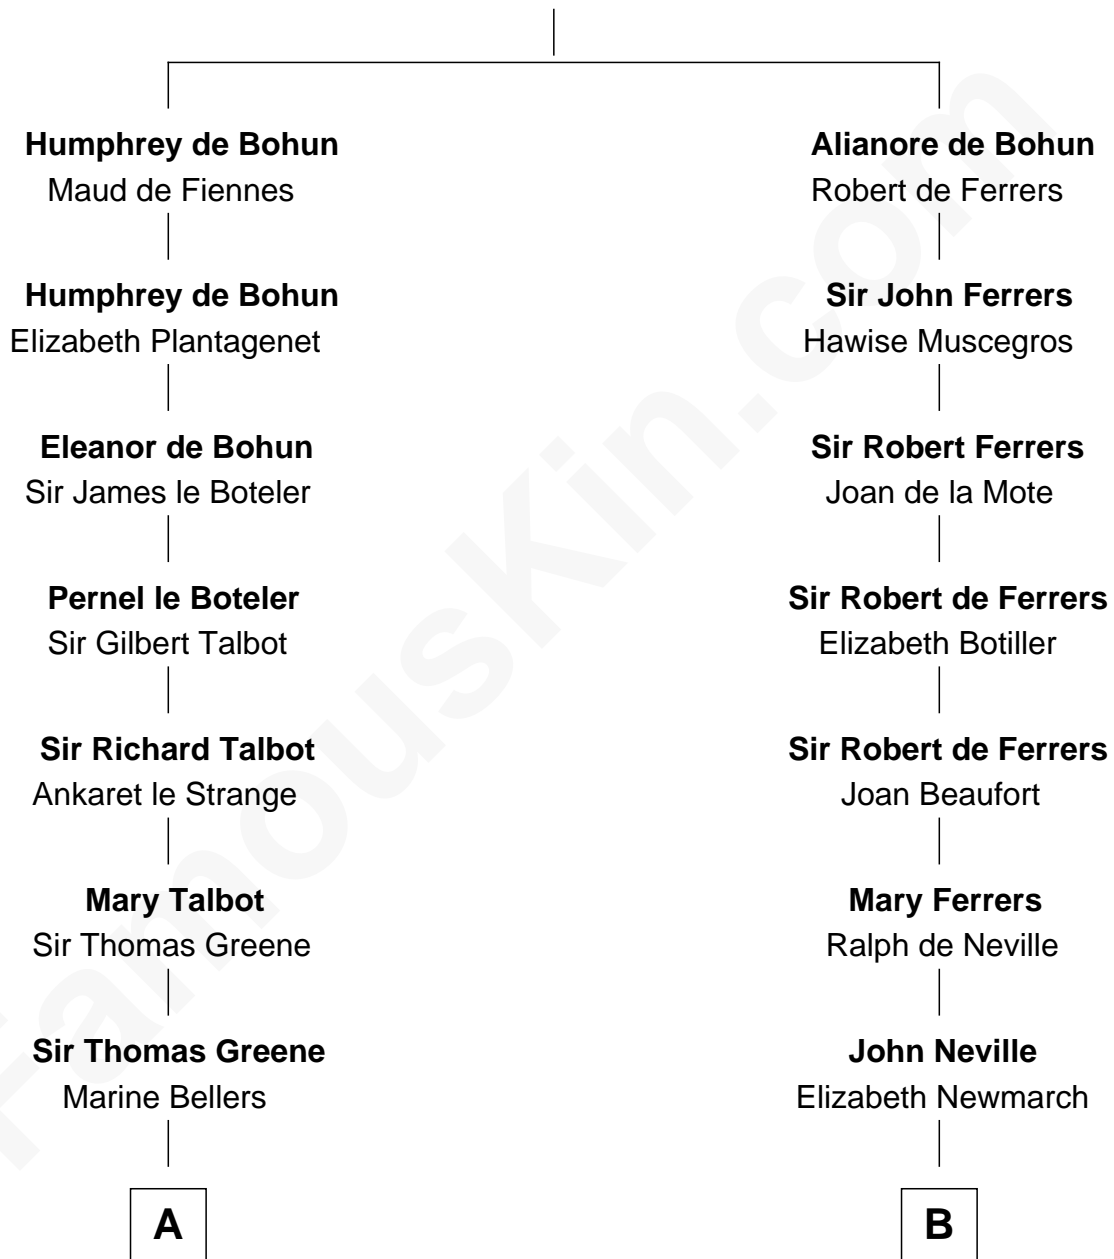 Humphrey de Bohun
Maud de Fiennes
Humphrey de Bohun
Elizabeth Plantagenet
Eleanor de Bohun
Sir James le Boteler
Pernel le Boteler
Sir Gilbert Talbot
Sir Richard Talbot
Ankaret le Strange
Mary Talbot
Sir Thomas Greene
Sir Thomas Greene
Marine Bellers
A
Alianore de Bohun
Robert de Ferrers
Sir John Ferrers
Hawise Muscegros
Sir Robert Ferrers
Joan de la Mote
Sir Robert de Ferrers
Elizabeth Botiller
Sir Robert de Ferrers
Joan Beaufort
Mary Ferrers
Ralph de Neville
John Neville
Elizabeth Newmarch
B
FamousKin.com